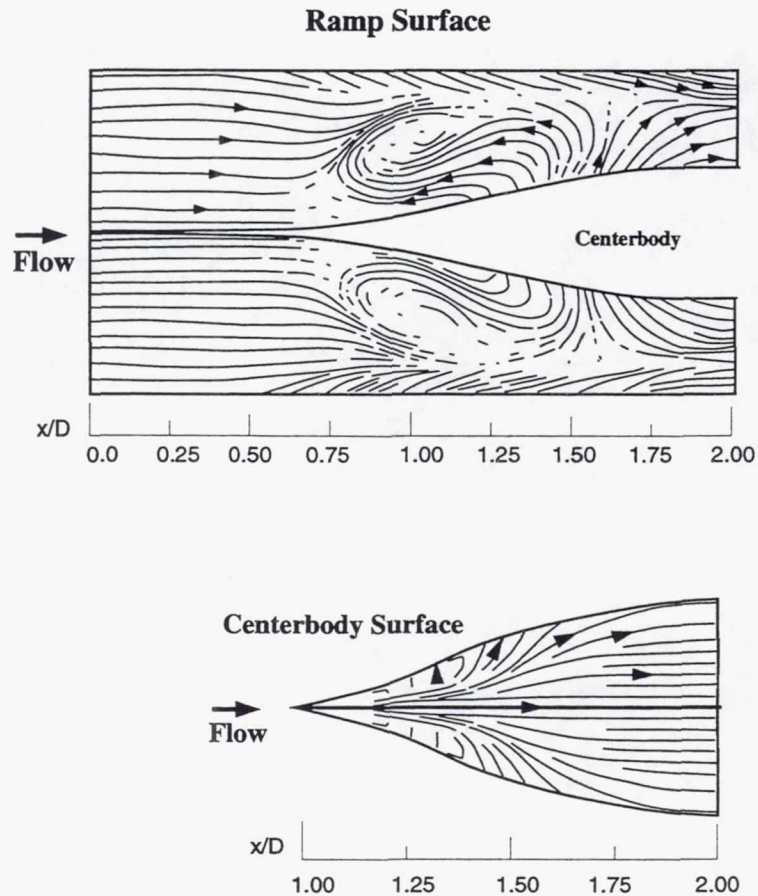 Ramp Surface
Flow
Centerbody
x/D
0.0 0.25 0.50 0.75 1.00 1.25 1.50 1.75 2.00
Centerbody Surface
Flow
x/D
1.00 1.25 1.50 1.75 2.00